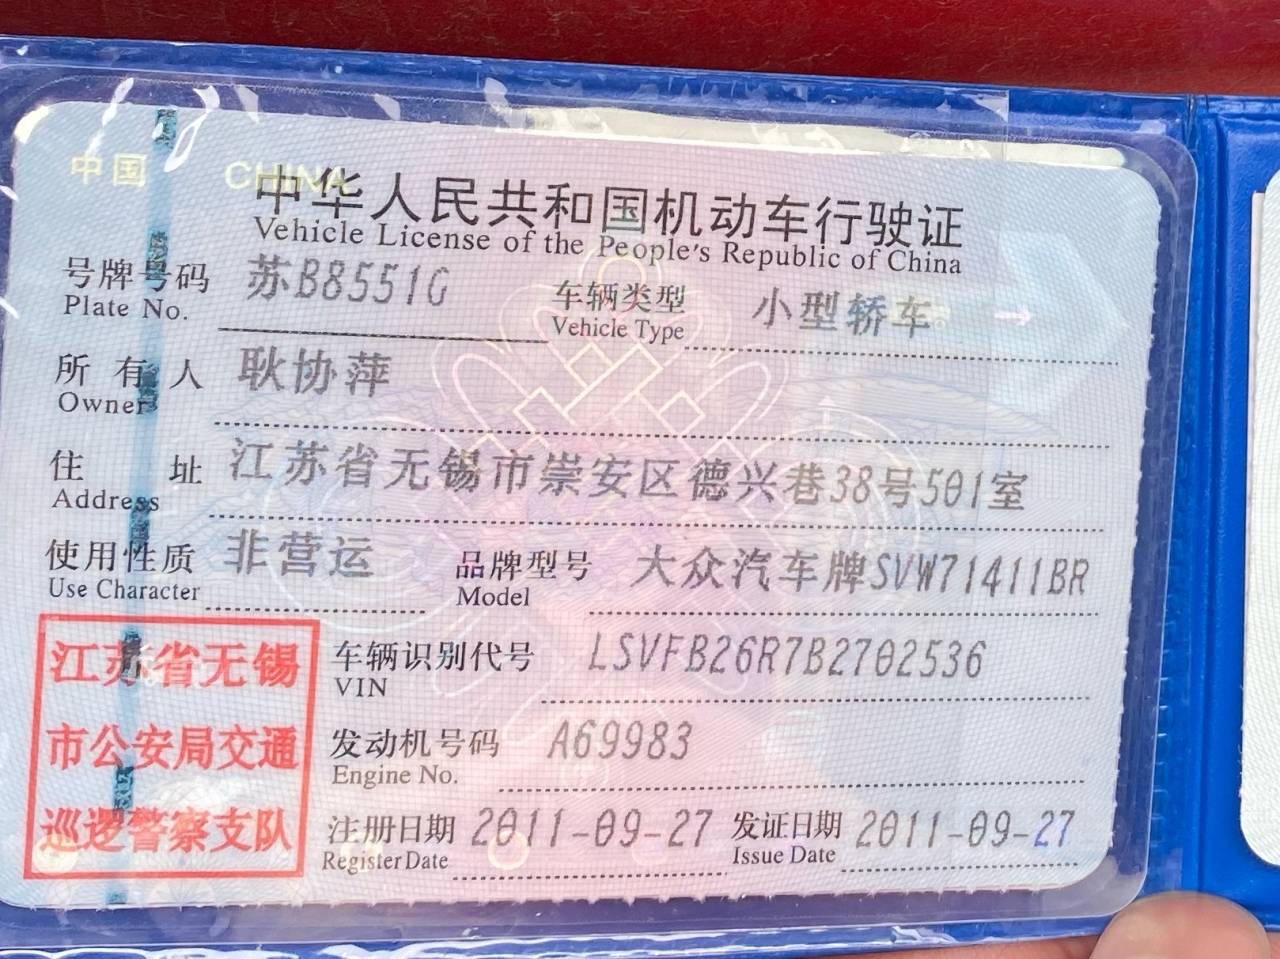 中国 CHINA
中华人民共和国机动车行驶证
Vehicle License of the People's Republic of China
号牌号码 苏B8551G 车辆类型 小型轿车
Plate No. Vehicle Type
所有人 耿协萍
Owner
住址 江苏省无锡市崇安区德兴巷38号501室
Address
使用性质 非营运 品牌型号 大众汽车牌SVW71411BR
Use Character Model
江苏省无锡
市公安局交通
巡逻警察支队
车辆识别代号 LSVFB26R7B2702536
VIN
发动机号码 A69983
Engine No.
注册日期 2011-09-27 发证日期 2011-09-27
Register Date Issue Date